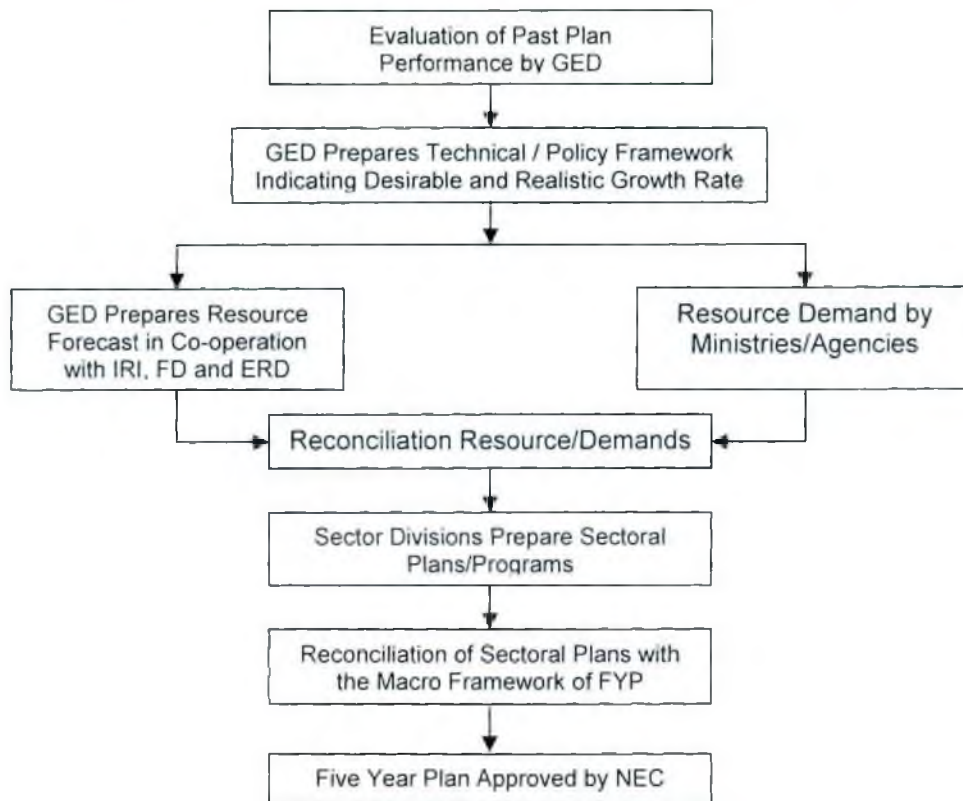 Evaluation of Past Plan
Performance by GED
GED Prepares Technical / Policy Framework
Indicating Desirable and Realistic Growth Rate
GED Prepares Resource
Forecast in Co-operation
with IRI, FD and ERD
Resource Demand by
Ministries/Agencies
Reconciliation Resource/Demands
Sector Divisions Prepare Sectoral
Plans/Programs
Reconciliation of Sectoral Plans with
the Macro Framework of FYP
Five Year Plan Approved by NEC